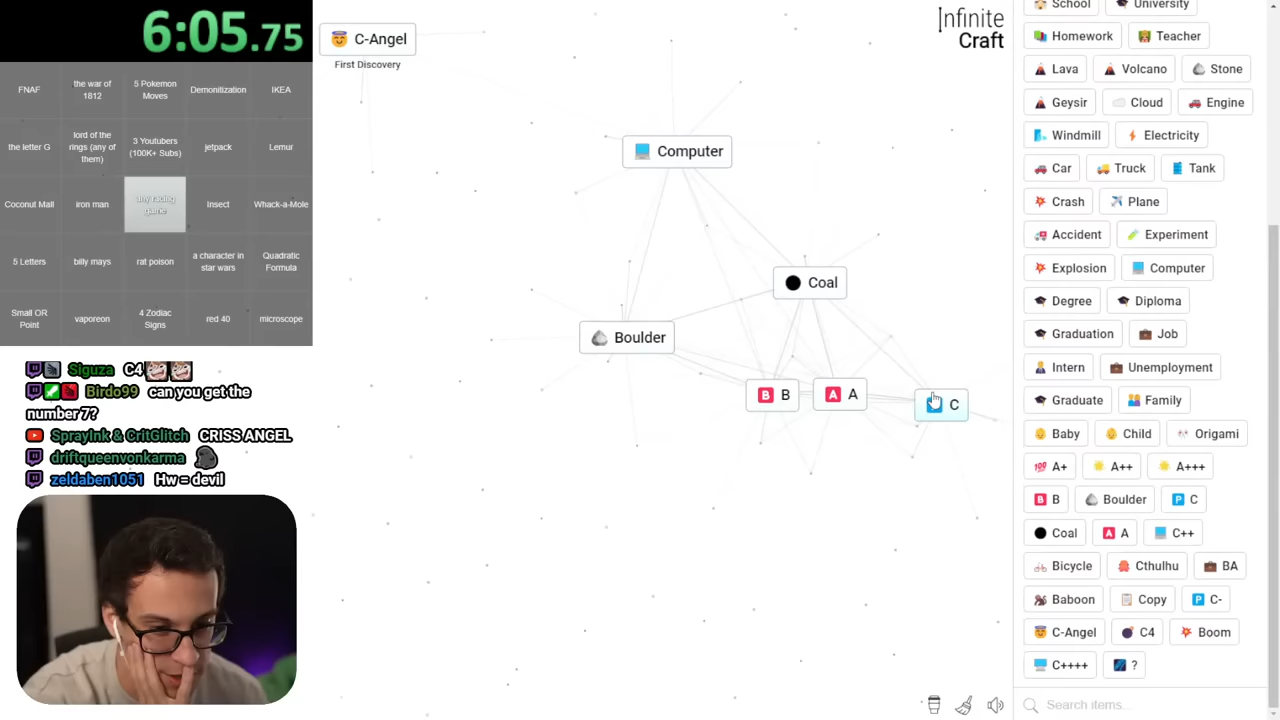 6:05.75
FNAF
the war of
1812
5 Pokemon
Moves
Demonitization
IKEA
the letter G
lord of the
rings (any of
them)
3 Youtubers
(100K+ Subs)
jetpack
Lemur
Coconut Mall
iron man
any racing
game
Insect
Whack-a-Mole
5 Letters
billy mays
rat poison
a character in
star wars
Quadratic
Formula
Small OR
Point
vaporeon
4 Zodiac
Signs
red 40
microscope
Siguza C4
Birdo99 can you get the
number 7?
SprayInk & CritGlitch CRISS ANGEL
driftqueenvonkarma
zeldaben1051 Hw = devil
C-Angel
First Discovery
Computer
Coal
Boulder
B
A
C
Infinite
Craft
School University
Homework Teacher
Lava Volcano Stone
Geysir Cloud Engine
Windmill Electricity
Car Truck Tank
Crash Plane
Accident Experiment
Explosion Computer
Degree Diploma
Graduation Job
Intern Unemployment
Graduate Family
Baby Child Origami
A+ A++ A+++
B Boulder C
Coal A C++
Bicycle Cthulhu BA
Baboon Copy C-
C-Angel C4 Boom
C++++ ?
Search items...